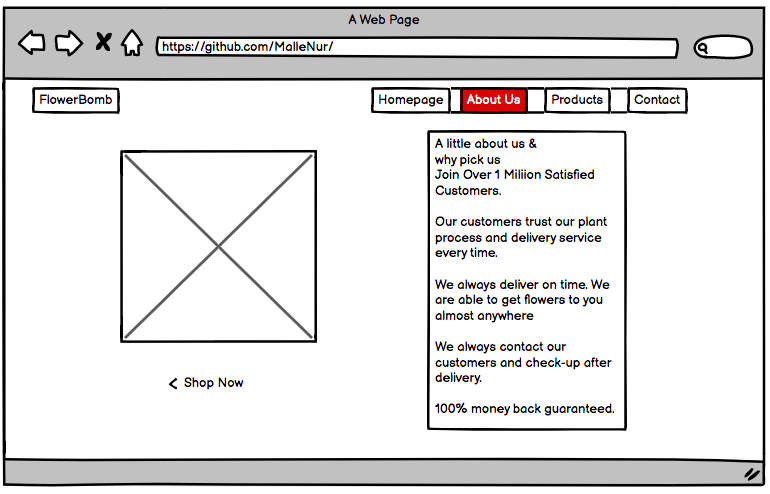 A Web Page
https://github.com/MalleNur/
FlowerBomb
Homepage
About Us
Products
Contact
A little about us &
why pick us
Join Over 1 Miliion Satisfied
Customers.
Our customers trust our plant
process and delivery service
every time.
We always deliver on time. We
are able to get flowers to you
almost anywhere
We always contact our
customers and check-up after
delivery.
100% money back guaranteed.
Shop Now